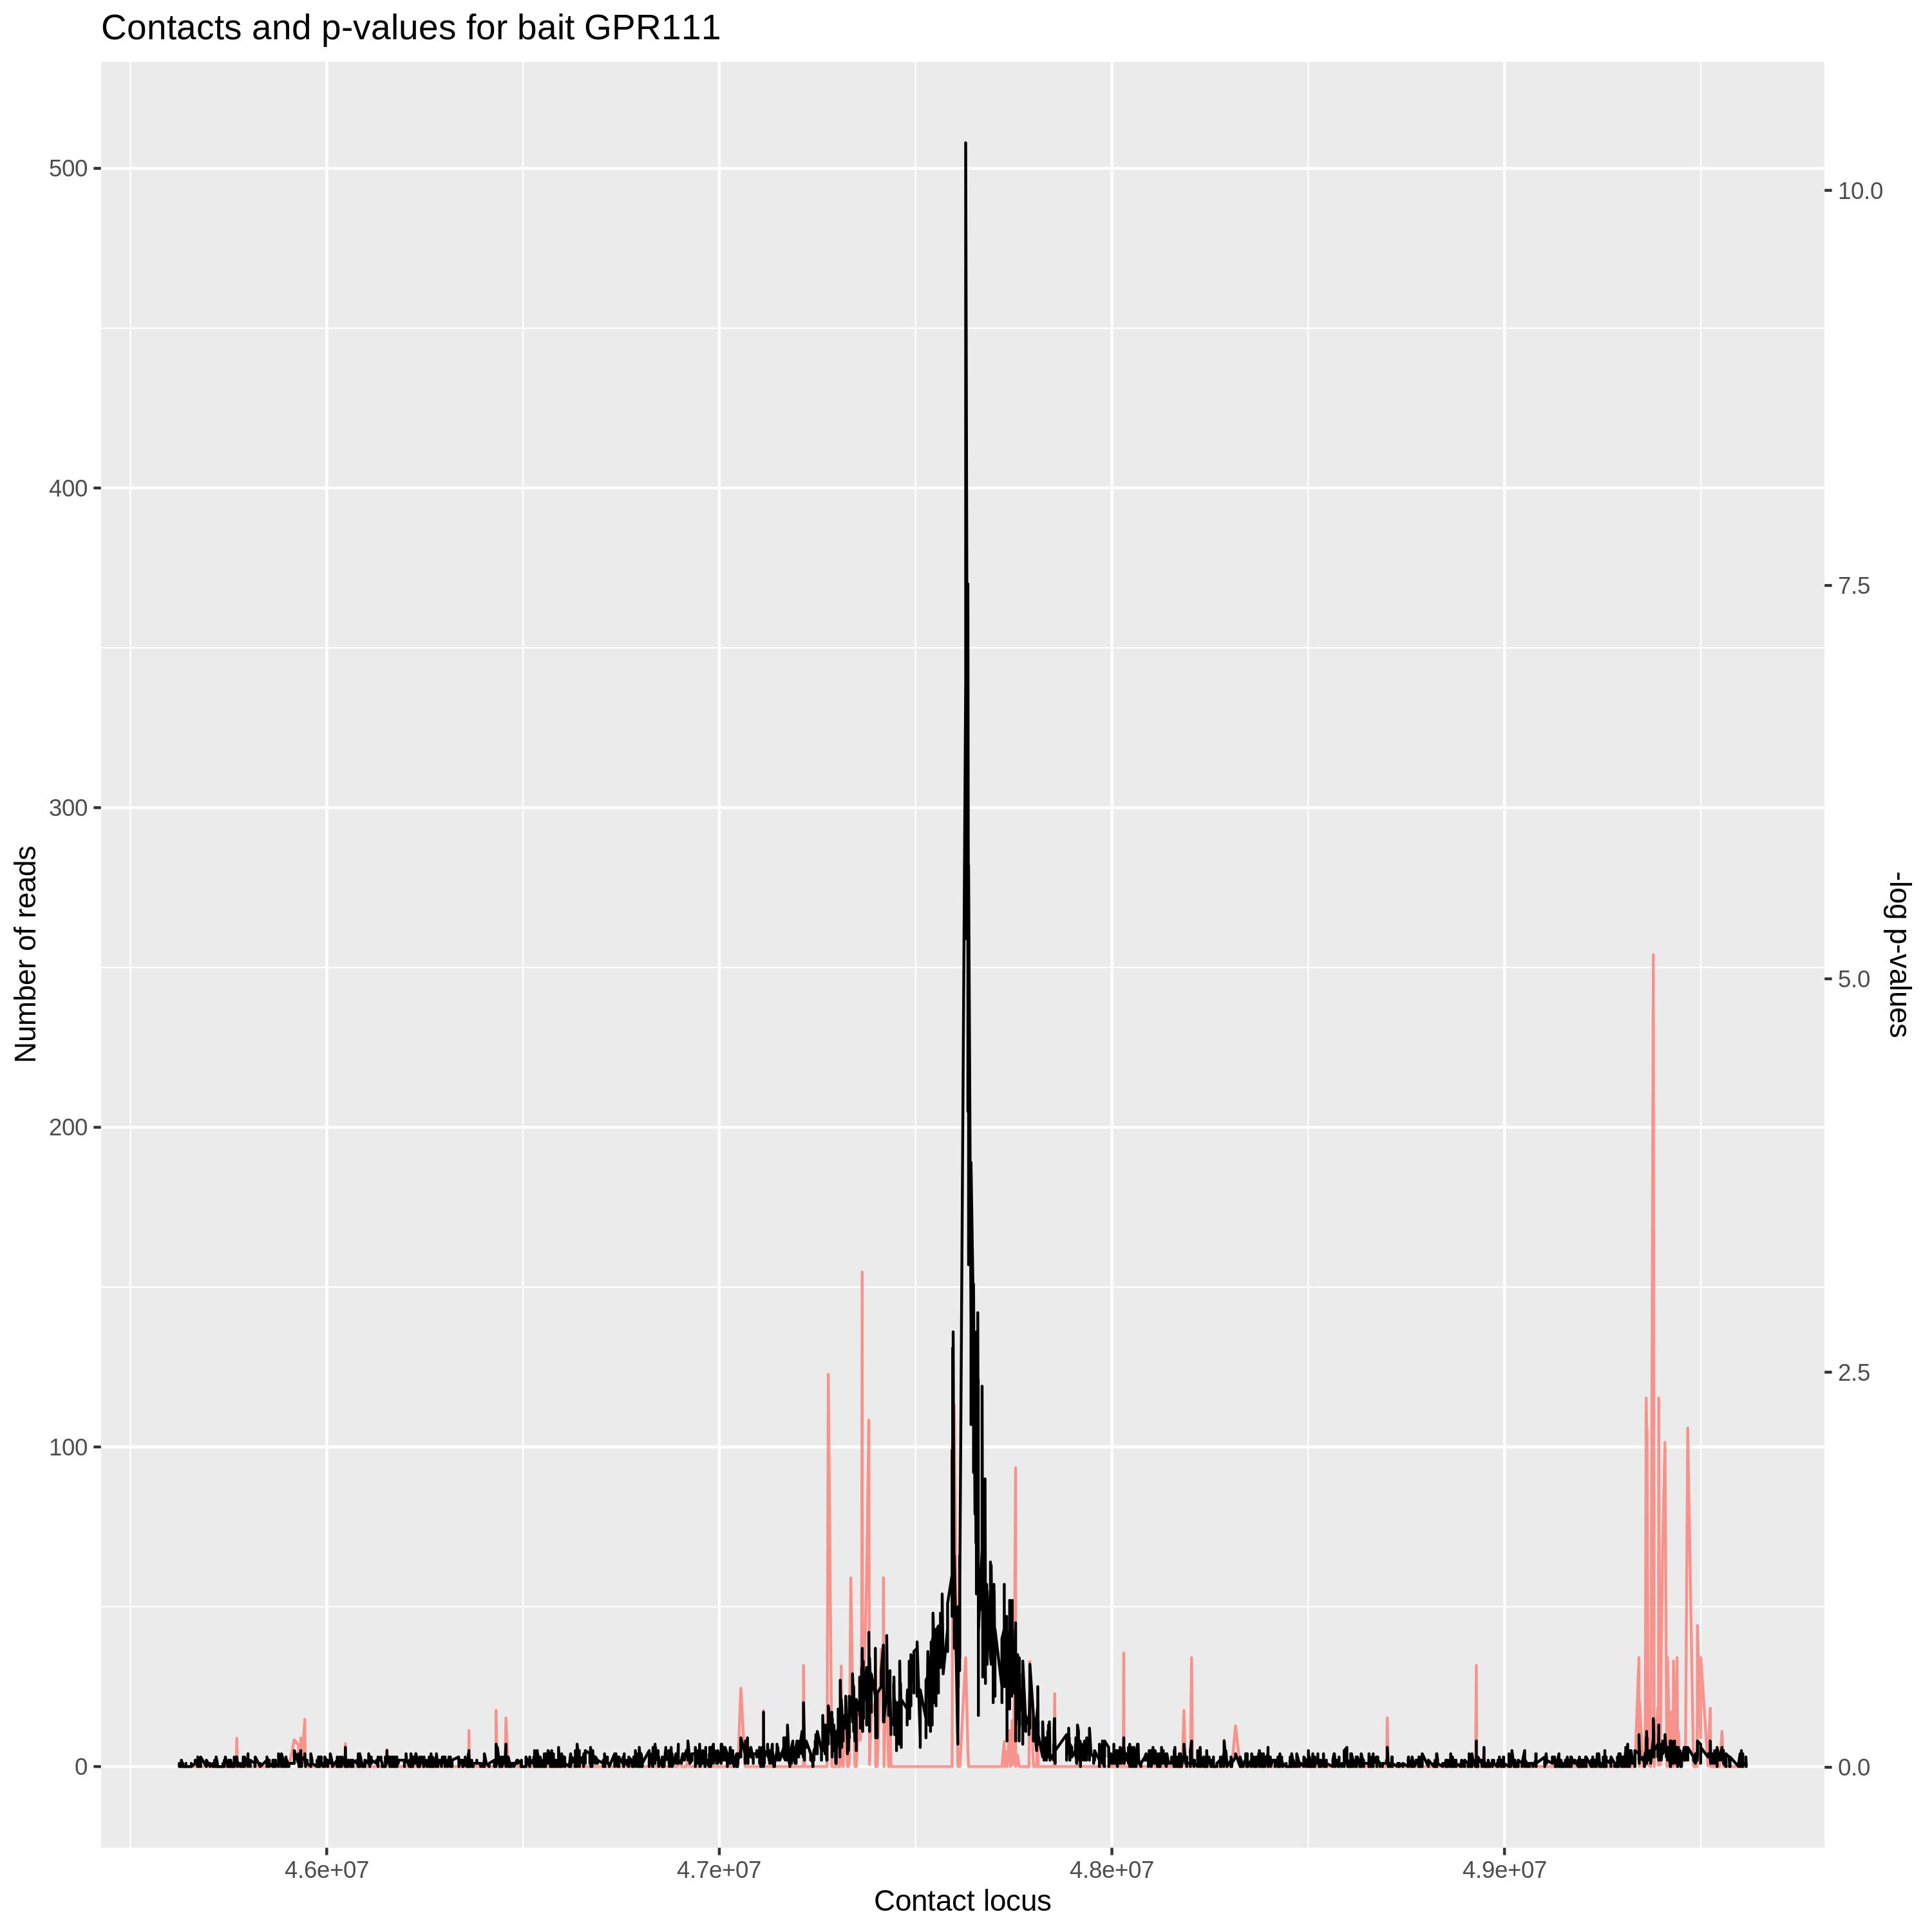 Contacts and p-values for bait GPR111
500
400
300
200
100
0
Number of reads
10.0
7.5
5.0
2.5
0.0
-log p-values
4.6e+07
4.7e+07
4.8e+07
4.9e+07
Contact locus